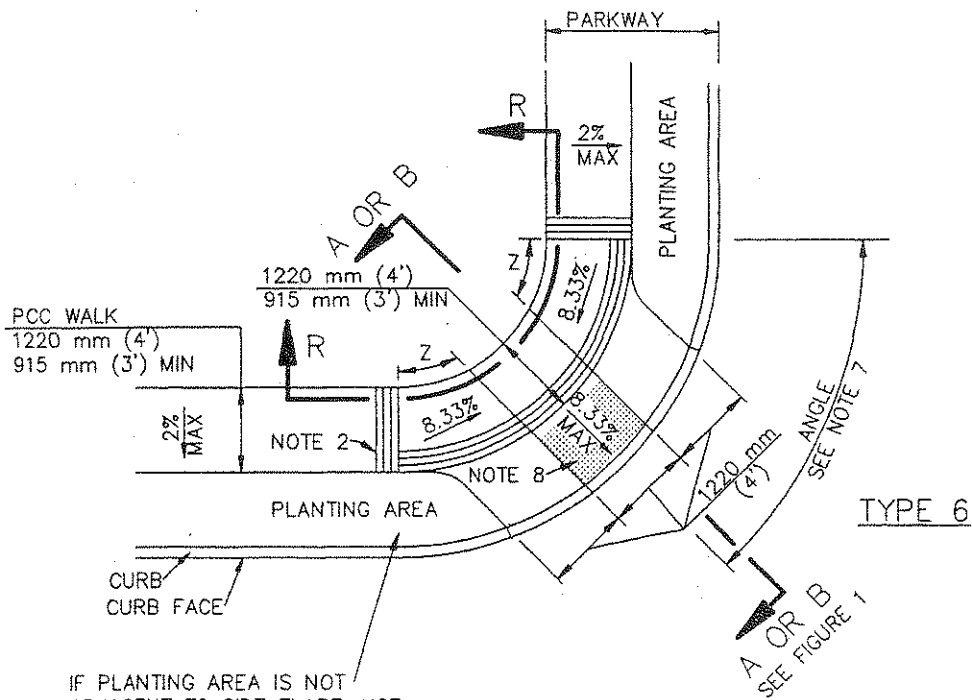 PARKWAY
R
2%
MAX
PLANTING AREA
A OR B
1220 mm (4')
915 mm (3') MIN
Z
8.33%
PCC WALK
1220 mm (4')
915 mm (3') MIN
R
Z
2%
MAX
NOTE 2
8.33%
8.33%
MAX
NOTE 8
ANGLE
SEE NOTE 7
1220 mm
(4')
PLANTING AREA
TYPE 6
CURB
CURB FACE
A OR B
SEE FIGURE 1
IF PLANTING AREA IS NOT